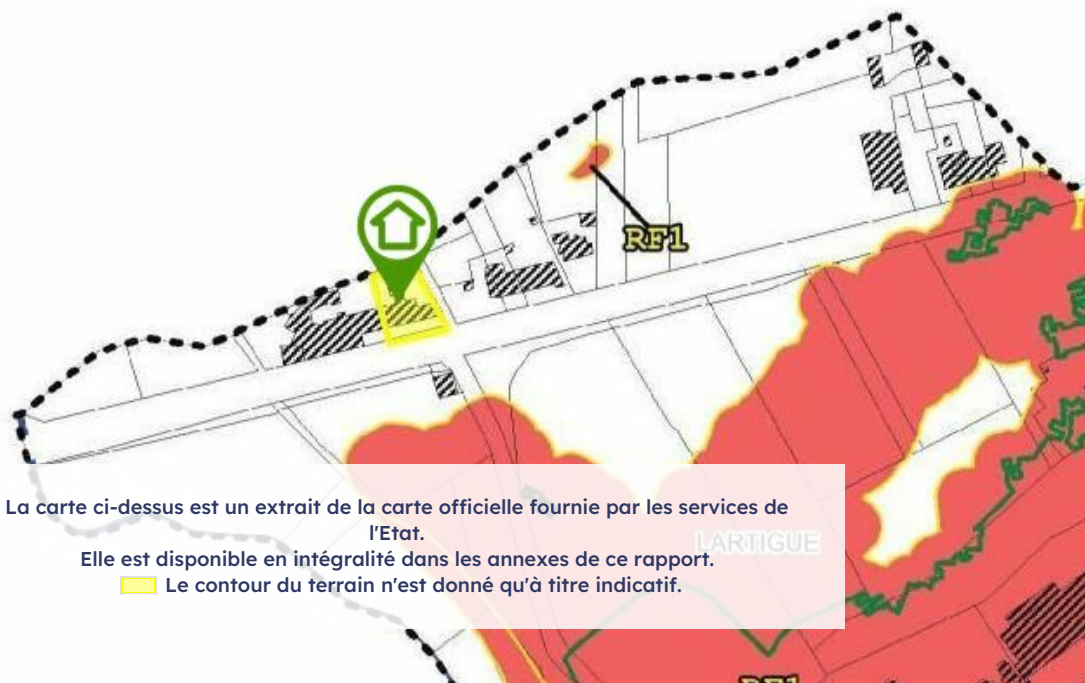 RF1
La carte ci-dessus est un extrait de la carte officielle fournie par les services de
l'Etat.
LARTIGUE
Elle est disponible en intégralité dans les annexes de ce rapport.
Le contour du terrain n'est donné qu'à titre indicatif.
RF1